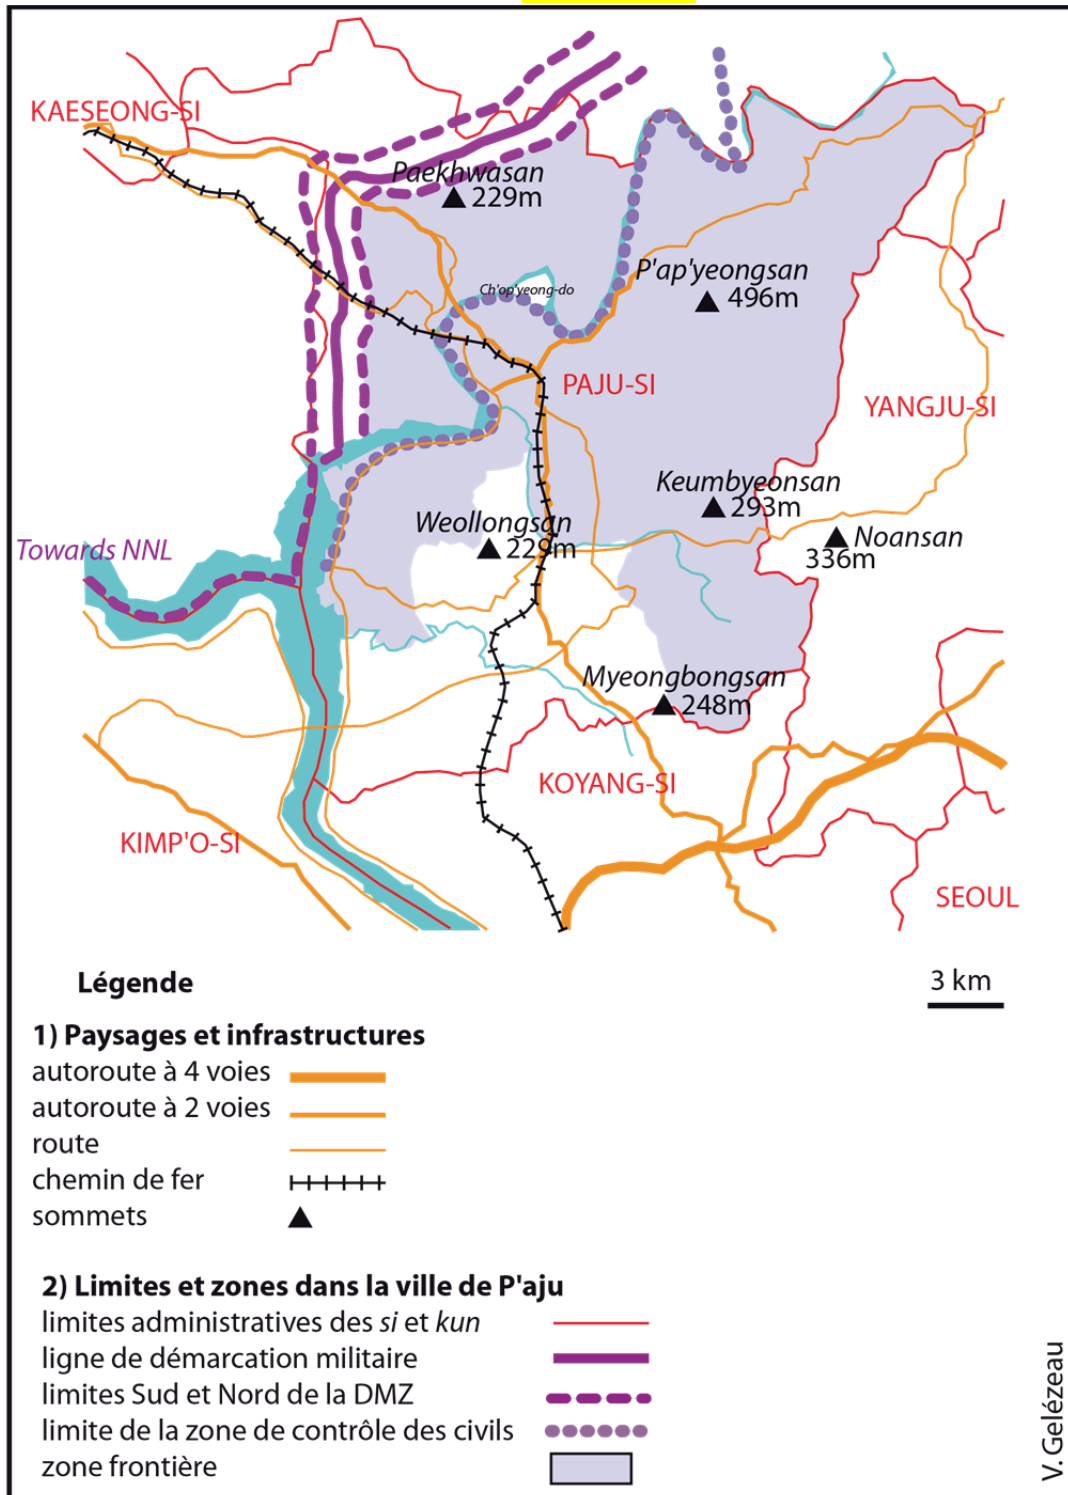 KAESEONG-SI
Paekhwasan
229m
P'ap'yeongsan
496m
Ch'op'yeong-do
PAJU-SI
YANGJU-SI
Keumbyeonsan
293m
Weollongsan
229m
Noansan
336m
Towards NNL
Myeongbongsan
248m
KOYANG-SI
KIMP'O-SI
SEOUL
3 km
Légende
1) Paysages et infrastructures
autoroute à 4 voies
autoroute à 2 voies
route
chemin de fer
sommets
2) Limites et zones dans la ville de P'aju
limites administratives des si et kun
ligne de démarcation militaire
limites Sud et Nord de la DMZ
limite de la zone de contrôle des civils
zone frontière
V. Gelézeau